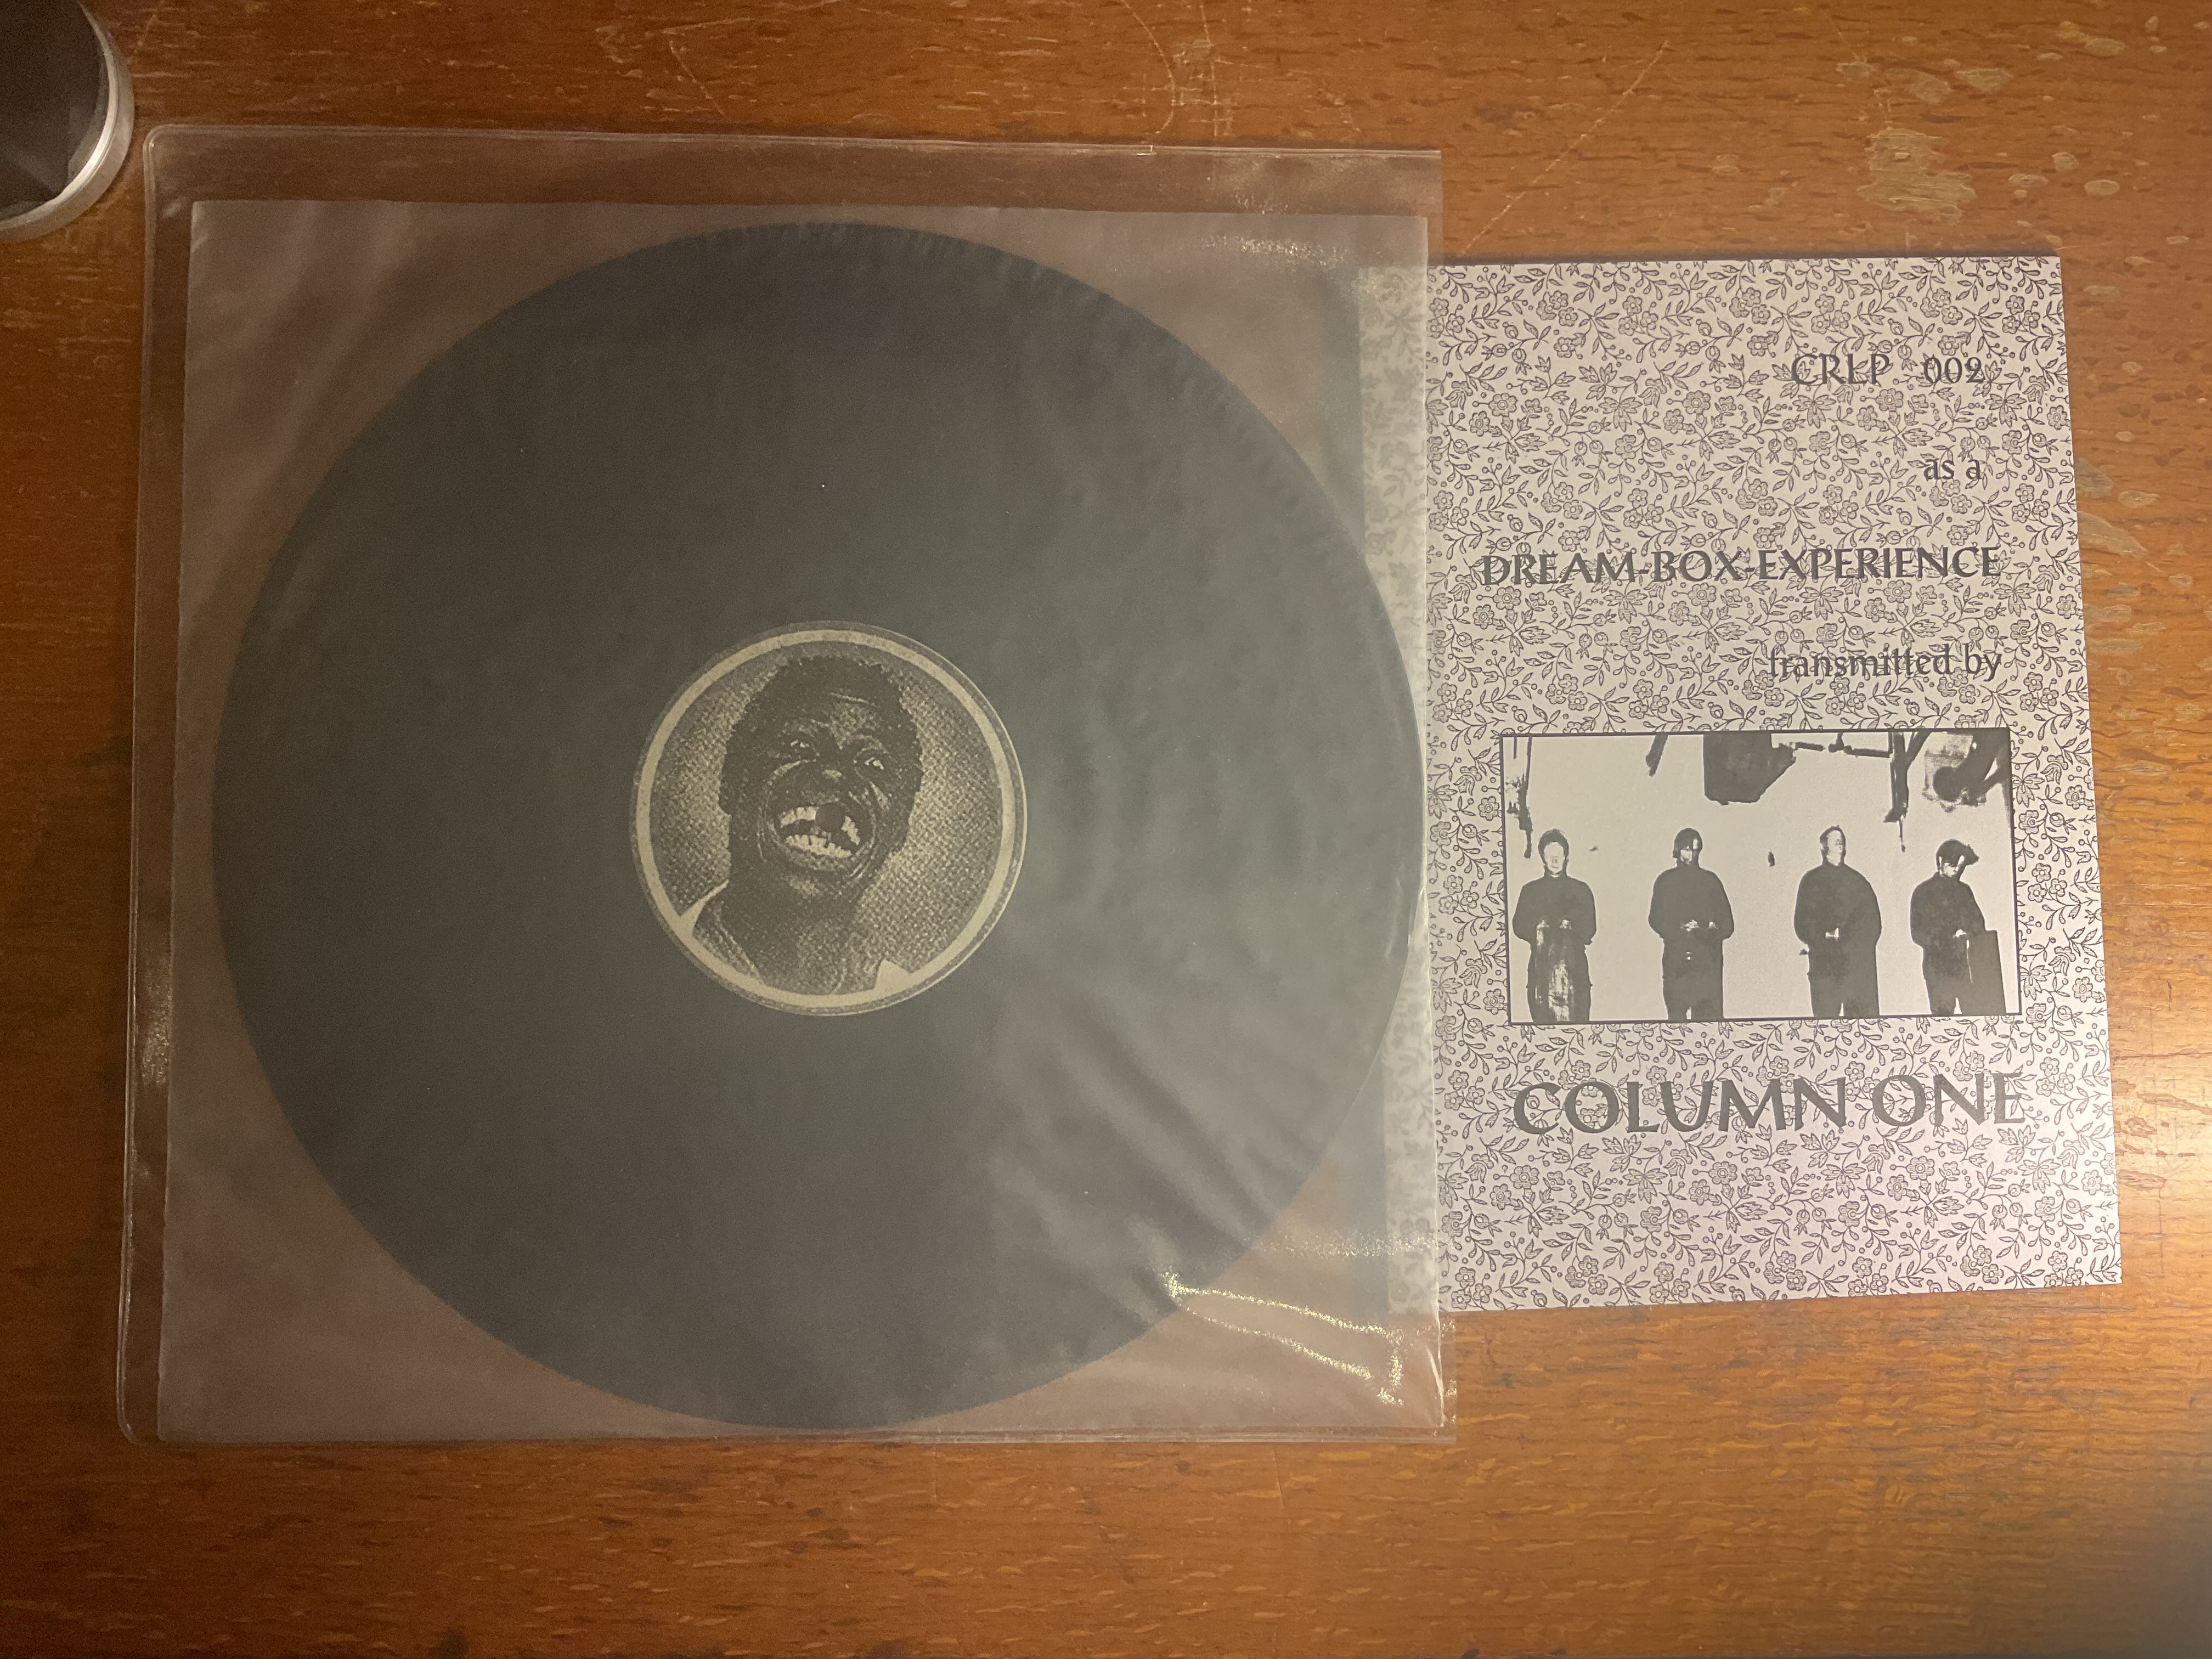 CRLP 002
as a
DREAM-BOX-EXPERIENCE
transmitted by
COLUMN ONE